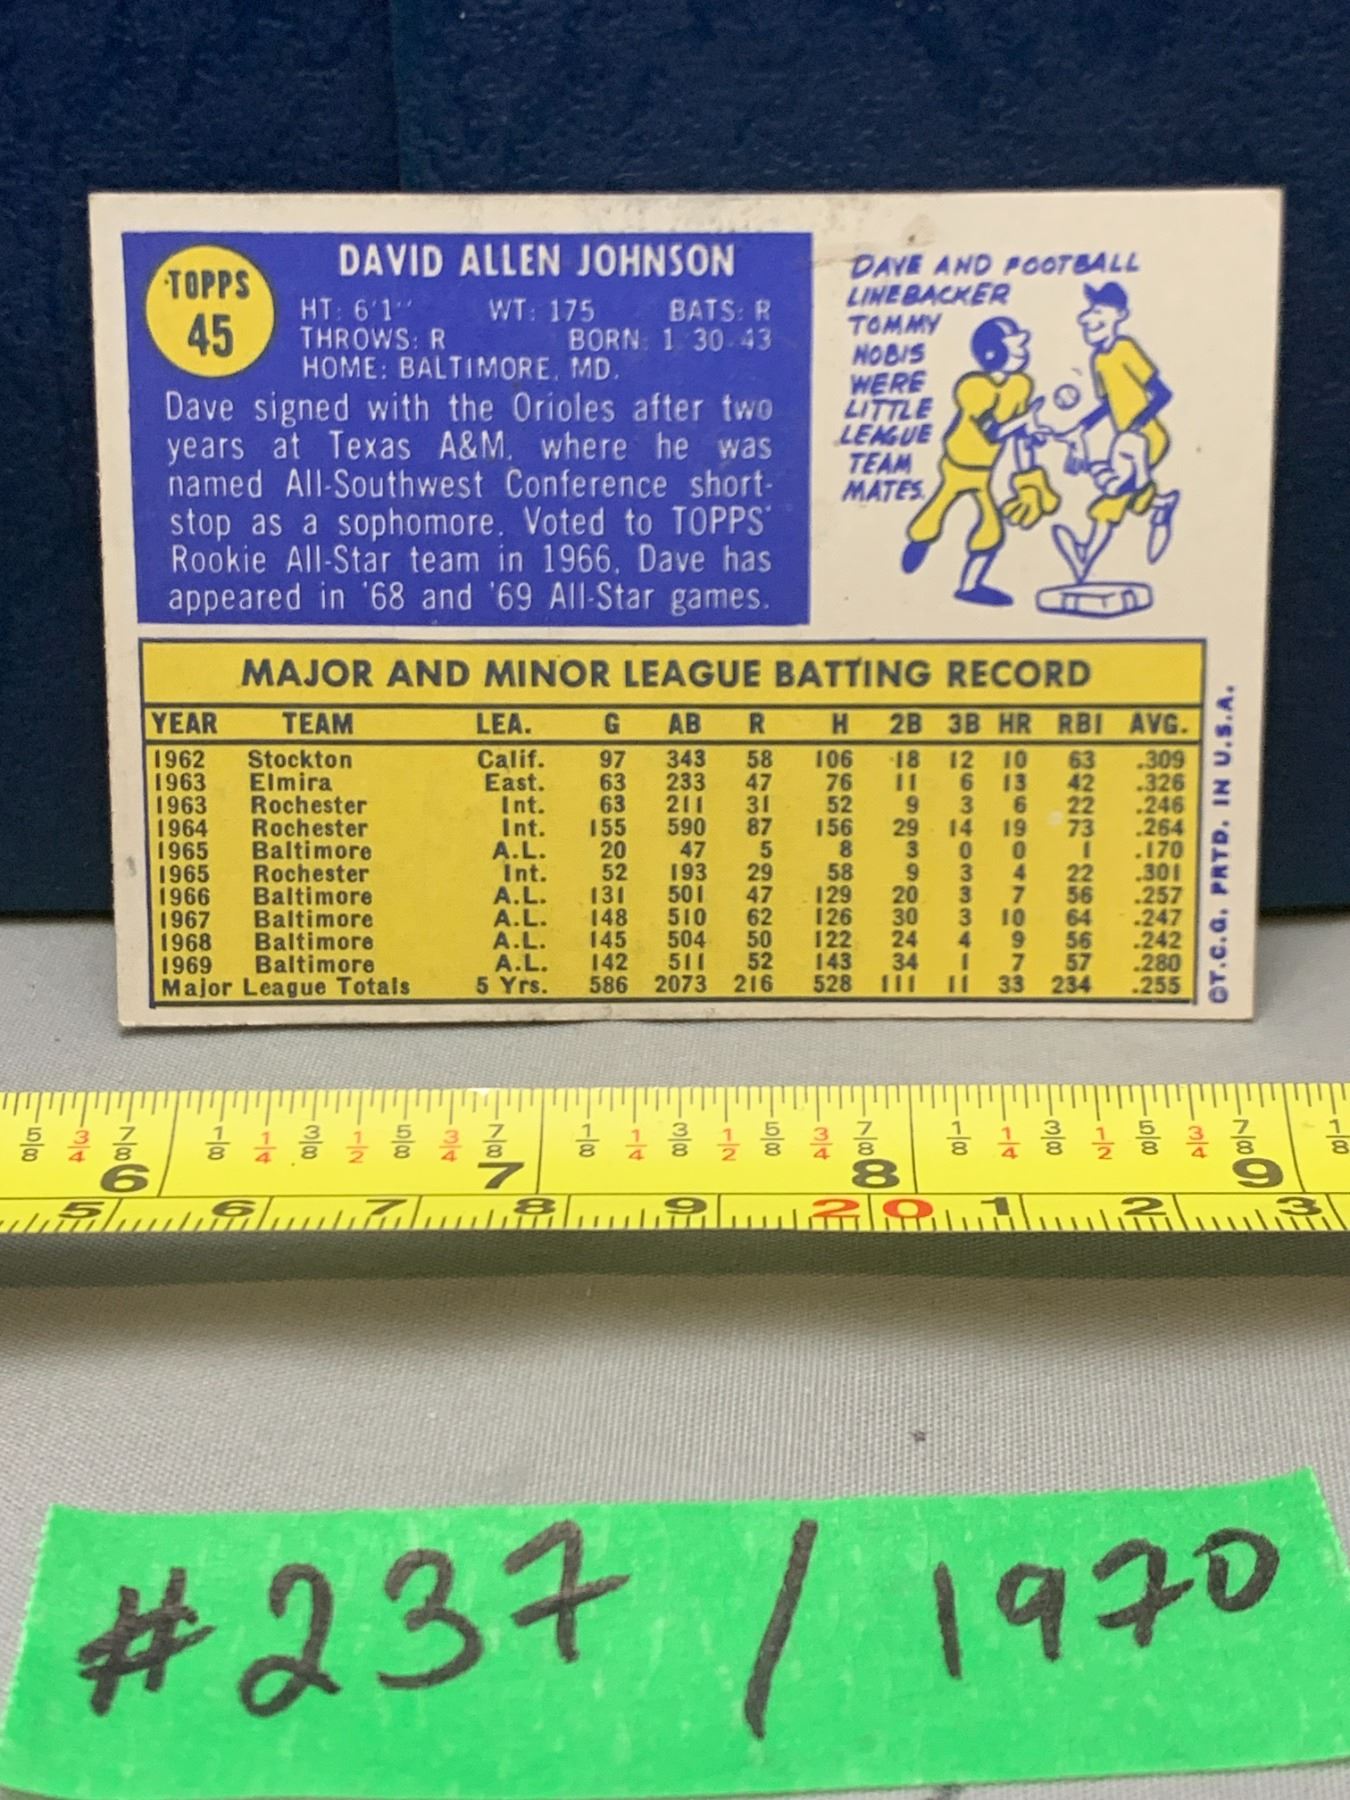 TOPPS
45
DAVID ALLEN JOHNSON
HT: 6'1" WT: 175 BATS: R
THROWS: R BORN: 1-30-43
HOME: BALTIMORE, MD.
Dave signed with the Orioles after two
years at Texas A&M, where he was
named All-Southwest Conference short-
stop as a sophomore. Voted to TOPPS'
Rookie All-Star team in 1966, Dave has
appeared in '68 and '69 All-Star games.
DAVE AND FOOTBALL
LINEBACKER
TOMMY
NOBIS
WERE
LITTLE
LEAGUE
TEAM
MATES.
MAJOR AND MINOR LEAGUE BATTING RECORD
YEAR TEAM LEA. G AB R H 2B 3B HR RBI AVG.
1962 Stockton Calif. 97 343 58 106 18 12 10 63 .309
1963 Elmira East. 63 233 47 76 11 6 13 42 .326
1963 Rochester Int. 63 211 31 52 9 3 6 22 .246
1964 Rochester Int. 155 590 87 156 29 14 19 73 .264
1965 Baltimore A.L. 20 47 5 8 3 0 0 1 .170
1965 Rochester Int. 52 193 29 58 9 3 4 22 .301
1966 Baltimore A.L. 131 501 47 129 20 3 7 56 .257
1967 Baltimore A.L. 148 510 62 126 30 3 10 64 .247
1968 Baltimore A.L. 145 504 50 122 24 4 9 56 .242
1969 Baltimore A.L. 142 511 52 143 34 1 7 57 .280
Major League Totals 5 Yrs. 586 2073 216 528 111 11 33 234 .255
©T.C.G. PRTD. IN U.S.A.
5/8 3/4 7/8 1/8 1/4 3/8 1/2 5/8 3/4 7/8 1/8 1/4 3/8 1/2 5/8 3/4 7/8 1/8 1/4 3/8 1/2 5/8 3/4 7/8 1/8
6 7 8 9
5 6 7 8 9 20 1 2 3
#237 / 1970